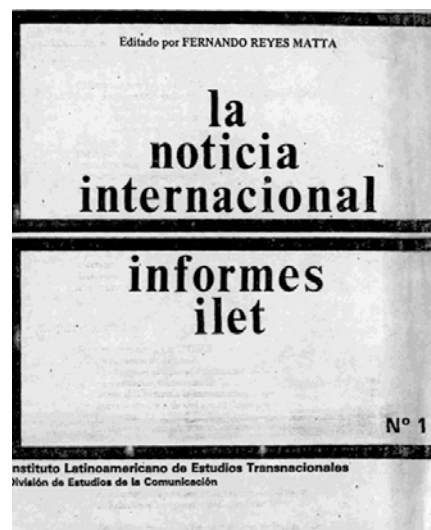 Editado por FERNANDO REYES MATTA
la
noticia
internacional
informes
ilet
Nº 1
nstituto Latinoamericano de Estudios Transnacionales
ivisión de Estudios de la Comunicación